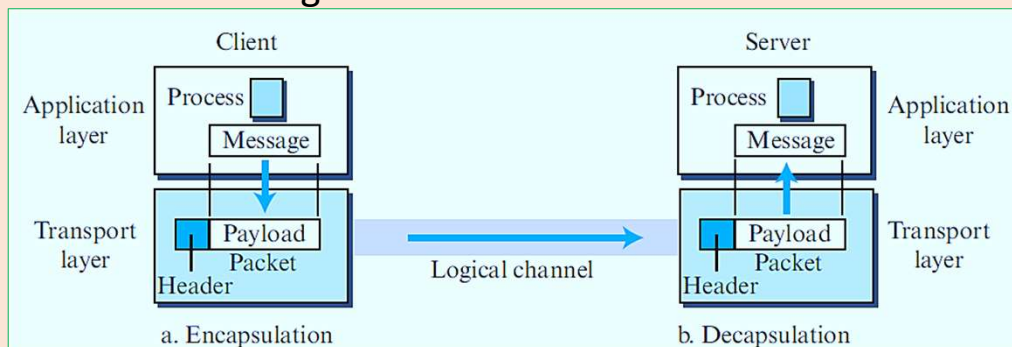 Client
Application
layer
Process
Message
Transport
layer
Payload
Packet
Header
a. Encapsulation
Logical channel
Server
Process
Message
Application
layer
Payload
Packet
Header
Transport
layer
b. Decapsulation